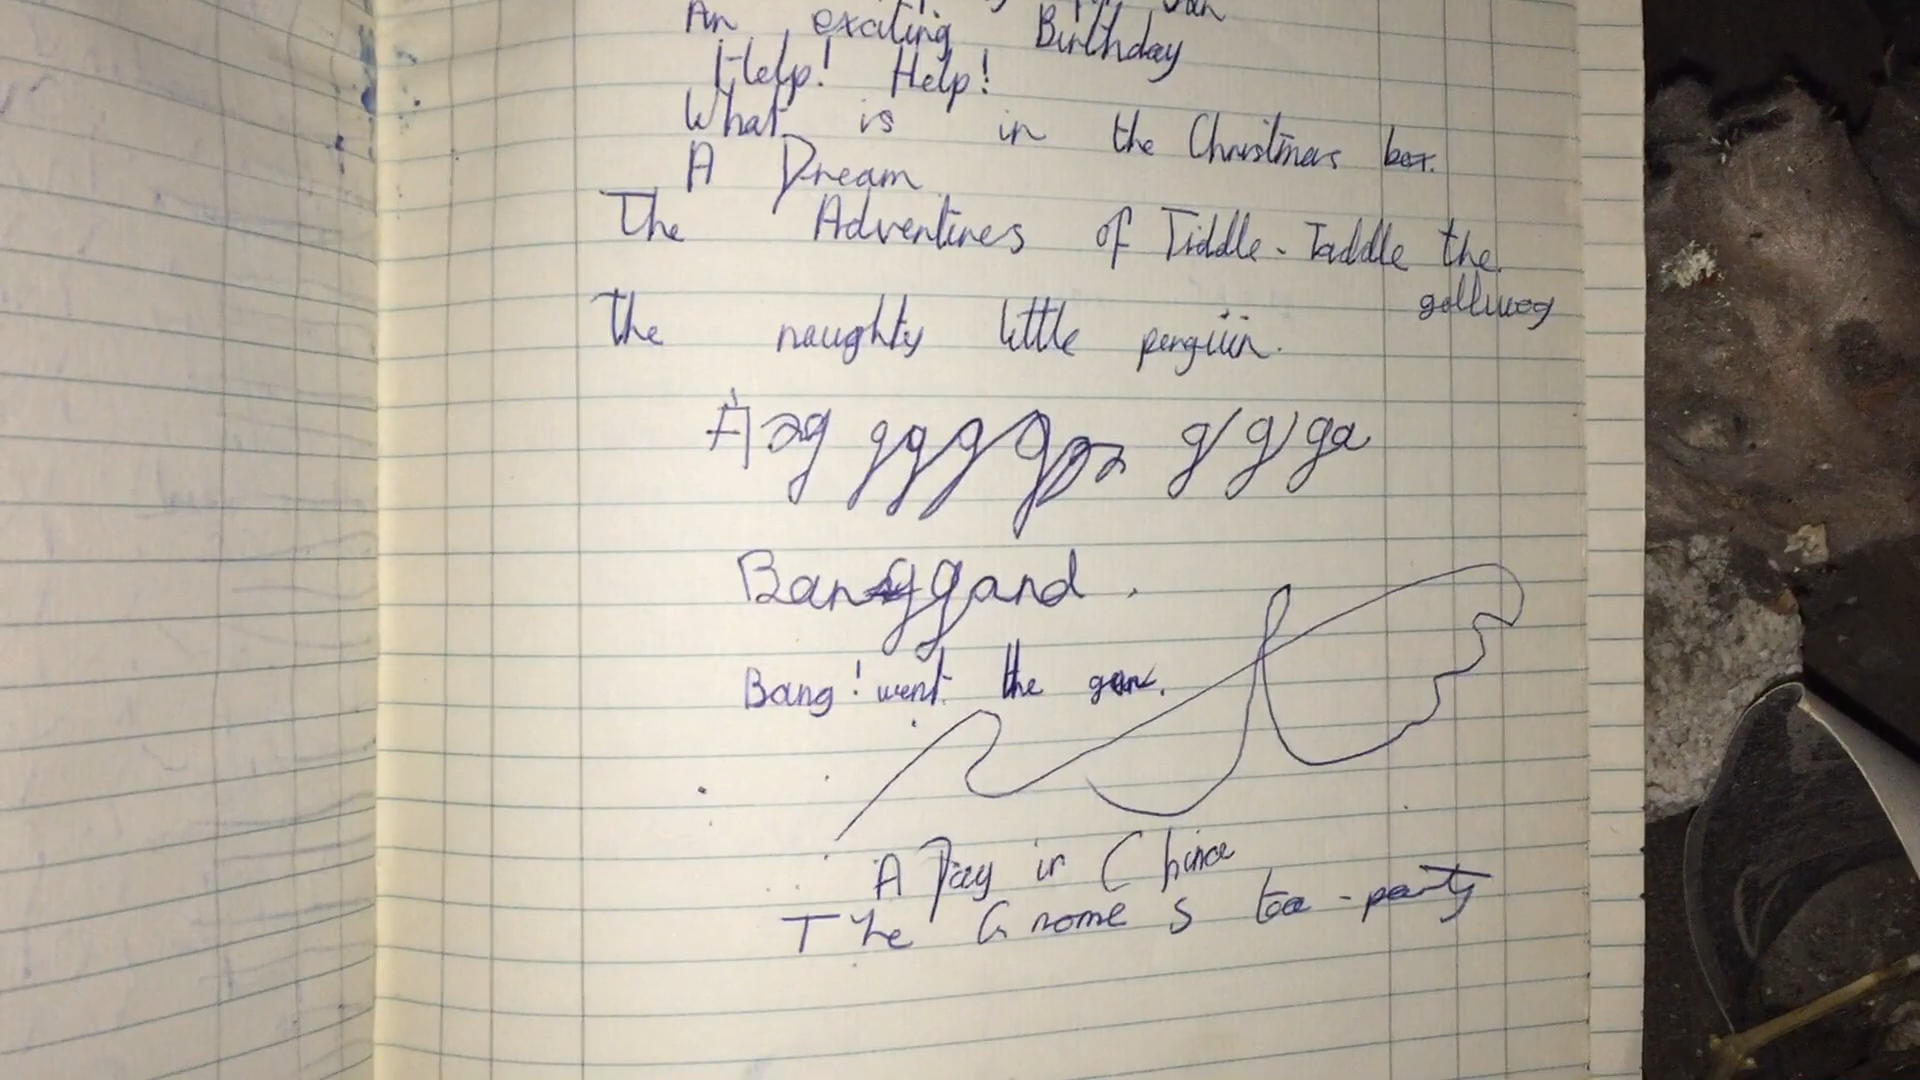 An exciting Birthday
Help! Help!
What is in the Christmas box.
A Dream
The Adventures of Tiddle-Taddle the
golliwog
The naughty little penguin.
Bang! went the gun.
A Day in China
The Gnomes tea-party